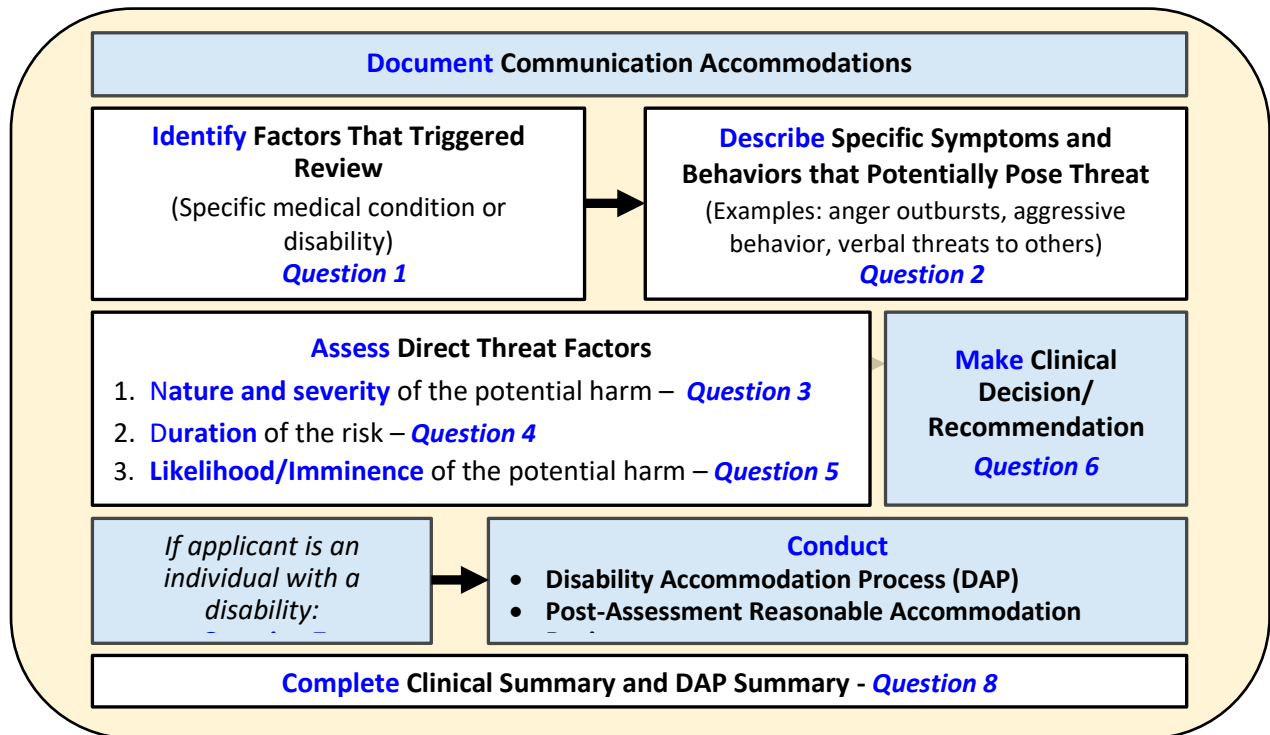 Document Communication Accommodations
Identify Factors That Triggered
Review
(Specific medical condition or
disability)
Question 1
Describe Specific Symptoms and
Behaviors that Potentially Pose Threat
(Examples: anger outbursts, aggressive
behavior, verbal threats to others)
Question 2
Assess Direct Threat Factors
1. Nature and severity of the potential harm – Question 3
2. Duration of the risk – Question 4
3. Likelihood/Imminence of the potential harm – Question 5
Make Clinical
Decision/
Recommendation
Question 6
If applicant is an
individual with a
disability:
Conduct
• Disability Accommodation Process (DAP)
• Post-Assessment Reasonable Accommodation
Complete Clinical Summary and DAP Summary - Question 8